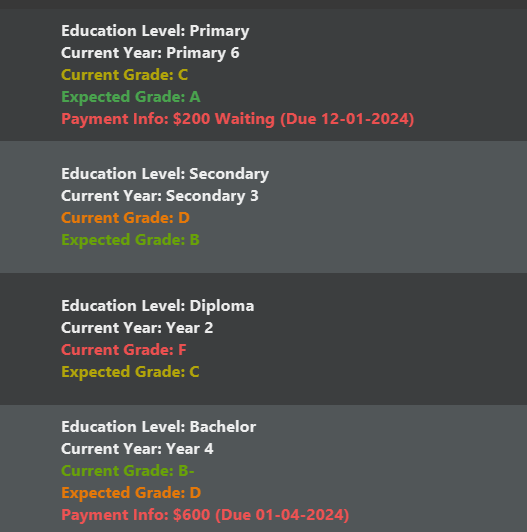 Education Level: Primary
Current Year: Primary 6
Current Grade: C
Expected Grade: A
Payment Info: $200 Waiting (Due 12-01-2024)
Education Level: Secondary
Current Year: Secondary 3
Current Grade: D
Expected Grade: B
Education Level: Diploma
Current Year: Year 2
Current Grade: F
Expected Grade: C
Education Level: Bachelor
Current Year: Year 4
Current Grade: B-
Expected Grade: D
Payment Info: $600 (Due 01-04-2024)